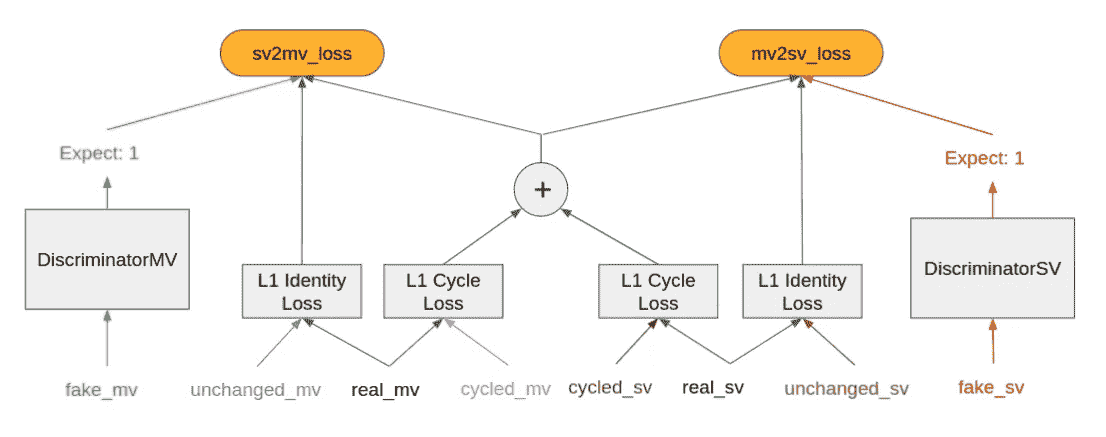 sv2mv_loss
mv2sv_loss
Expect: 1
Expect: 1
+
DiscriminatorMV
L1 Identity
Loss
L1 Cycle
Loss
L1 Cycle
Loss
L1 Identity
Loss
DiscriminatorSV
fake_mv
unchanged_mv
real_mv
cycled_mv
cycled_sv
real_sv
unchanged_sv
fake_sv